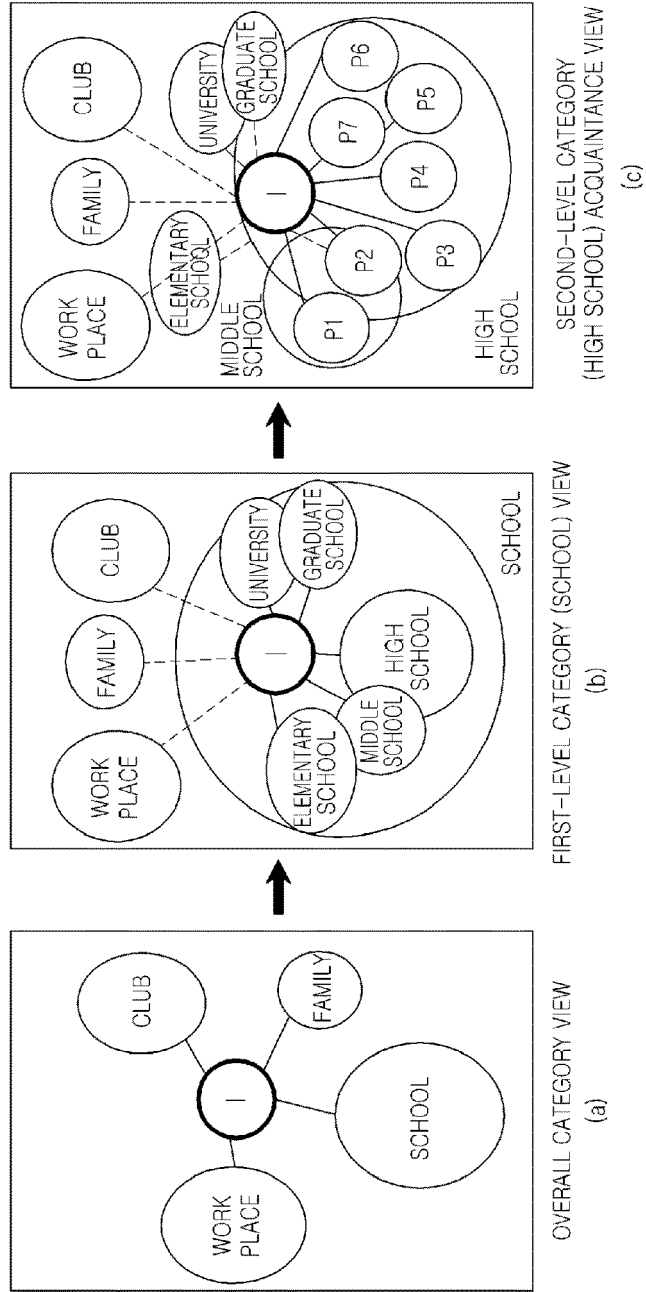 WORK
PLACE
CLUB
I
FAMILY
SCHOOL
OVERALL CATEGORY VIEW
(a)
WORK
PLACE
FAMILY
CLUB
I
ELEMENTARY
SCHOOL
MIDDLE
SCHOOL
HIGH
SCHOOL
UNIVERSITY
GRADUATE
SCHOOL
SCHOOL
FIRST-LEVEL CATEGORY (SCHOOL) VIEW
(b)
WORK
PLACE
FAMILY
CLUB
ELEMENTARY
SCHOOL
MIDDLE
SCHOOL
I
UNIVERSITY
GRADUATE
SCHOOL
P1
P2
P3
P4
P7
P5
P6
HIGH
SCHOOL
SECOND-LEVEL CATEGORY
(HIGH SCHOOL) ACQUAINTANCE VIEW
(c)